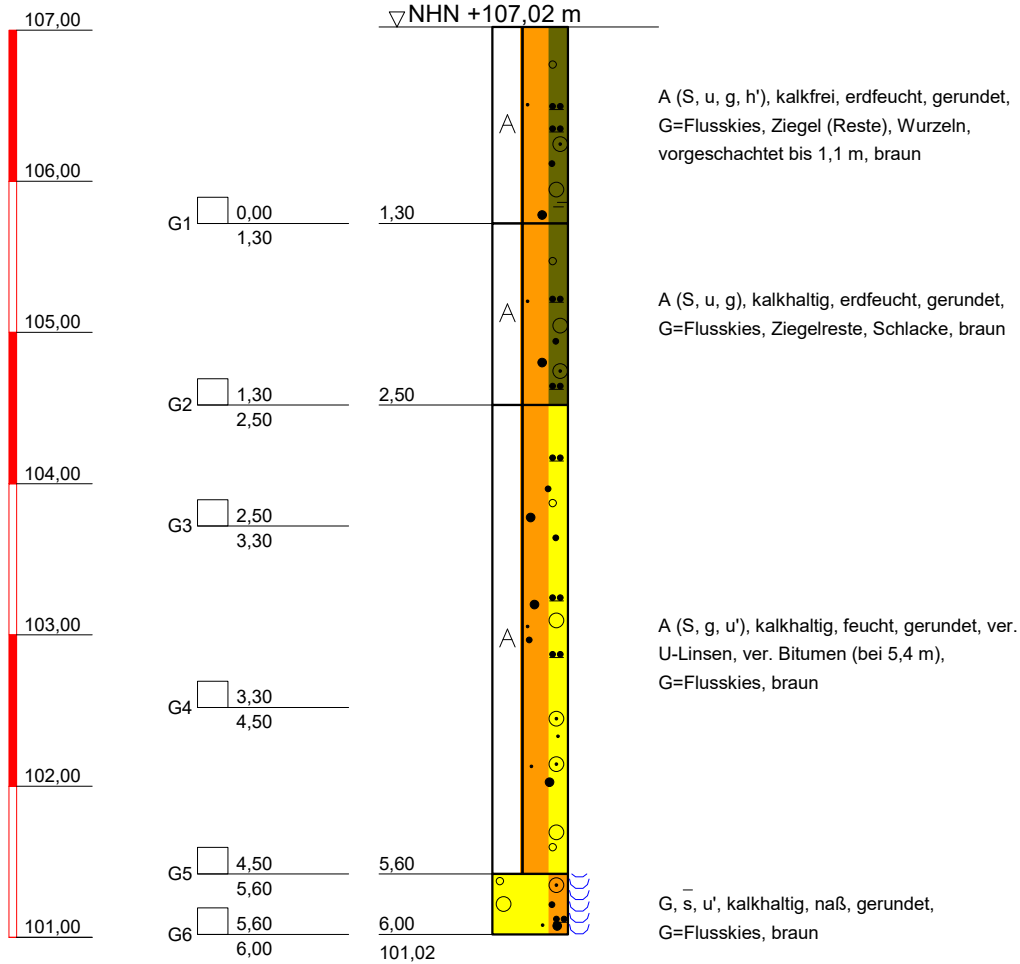 NHN +107,02 m
107,00
106,00
105,00
104,00
103,00
102,00
101,00
G1 0,00
1,30
G2 1,30
2,50
G3 2,50
3,30
G4 3,30
4,50
G5 4,50
5,60
G6 5,60
6,00
1,30
2,50
5,60
6,00
101,02
A
A
A
A (S, u, g, h'), kalkfrei, erdfeucht, gerundet,
G=Flusskies, Ziegel (Reste), Wurzeln,
vorgeschachtet bis 1,1 m, braun
A (S, u, g), kalkhaltig, erdfeucht, gerundet,
G=Flusskies, Ziegelreste, Schlacke, braun
A (S, g, u'), kalkhaltig, feucht, gerundet, ver.
U-Linsen, ver. Bitumen (bei 5,4 m),
G=Flusskies, braun
G, s̅, u', kalkhaltig, naß, gerundet,
G=Flusskies, braun